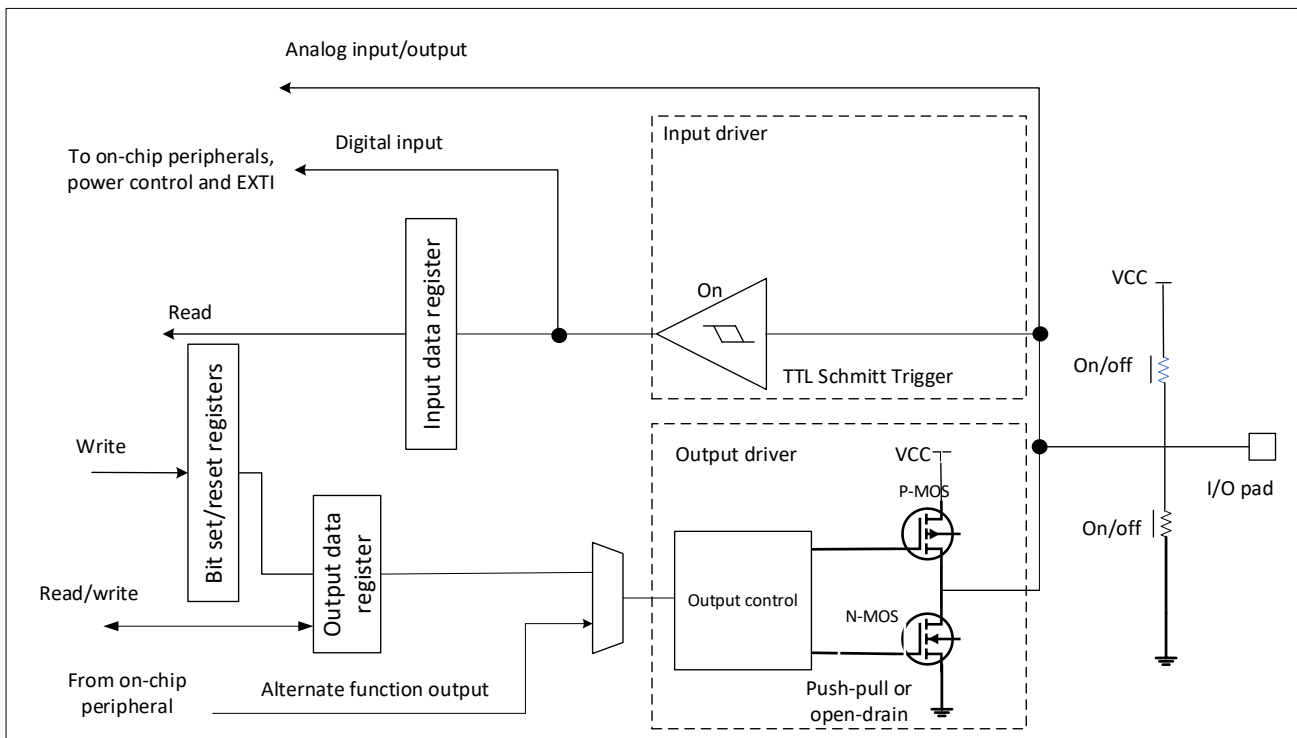 Analog input/output
Input driver
Digital input
To on-chip peripherals,
power control and EXTI
Input data register
On
VCC
Read
On/off
TTL Schmitt Trigger
Bit set/reset registers
Write
Output driver
VCC
I/O pad
P-MOS
Output data
register
On/off
Read/write
Output control
N-MOS
From on-chip
peripheral
Alternate function output
Push-pull or
open-drain